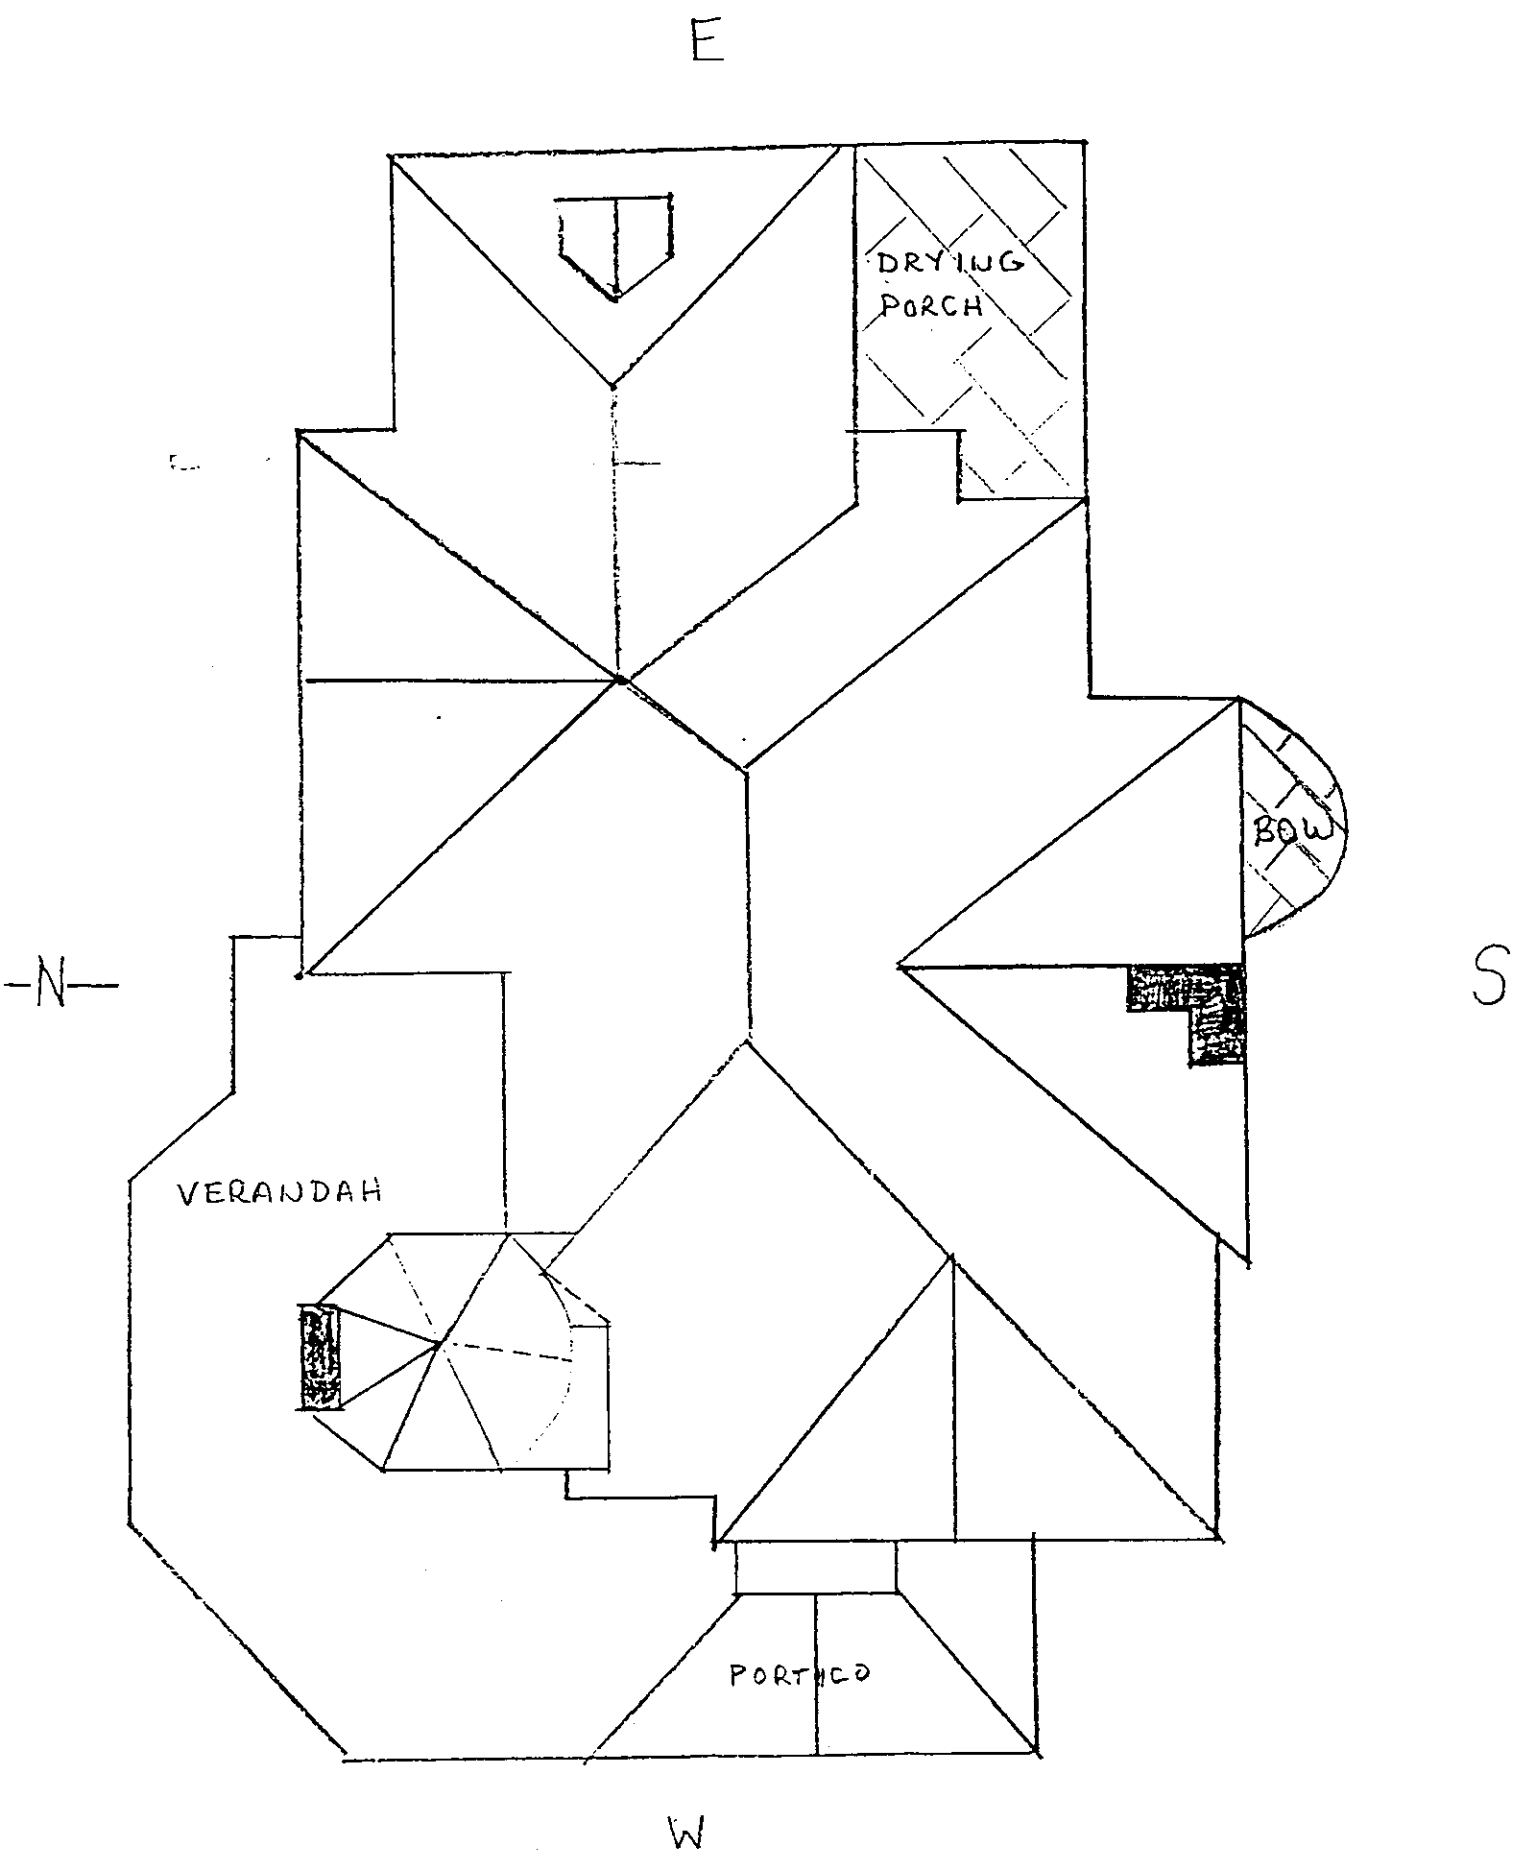 E
DRYING
PORCH
BOW
-N-
S
VERANDAH
PORTICO
W